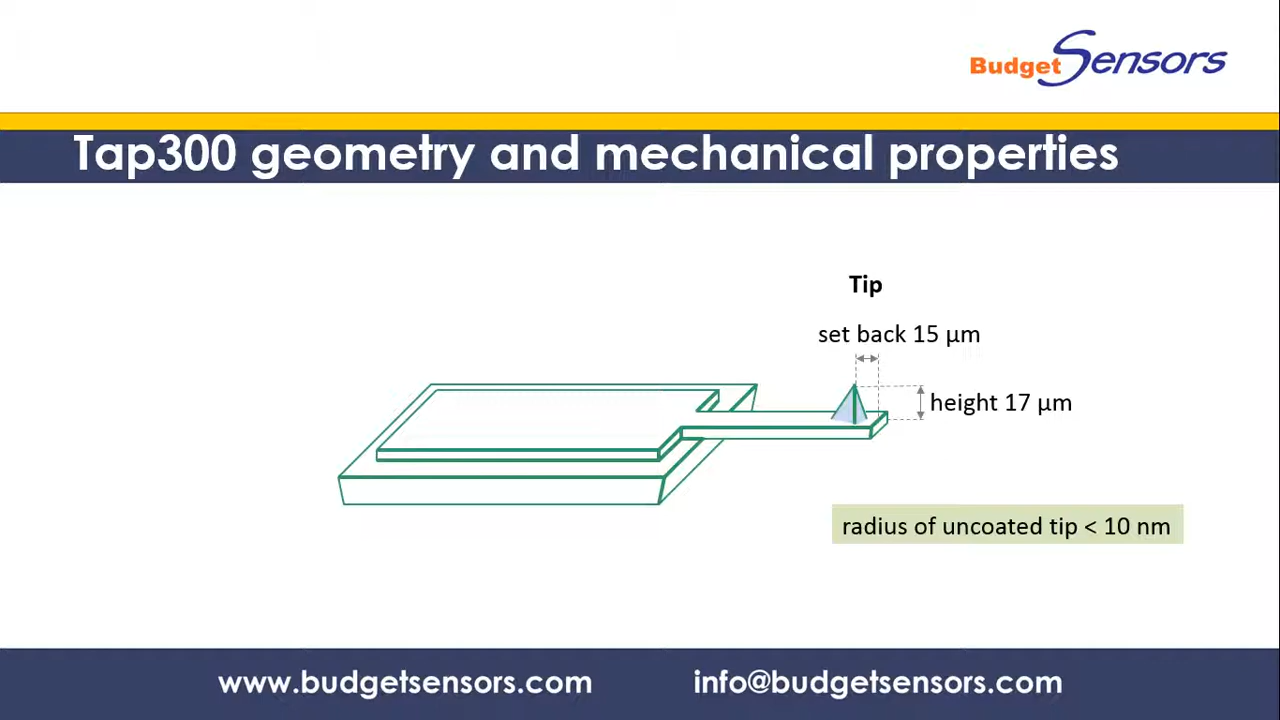 BudgetSensors
Tap300 geometry and mechanical properties
Tip
set back 15 µm
height 17 µm
radius of uncoated tip < 10 nm
www.budgetsensors.com
info@budgetsensors.com